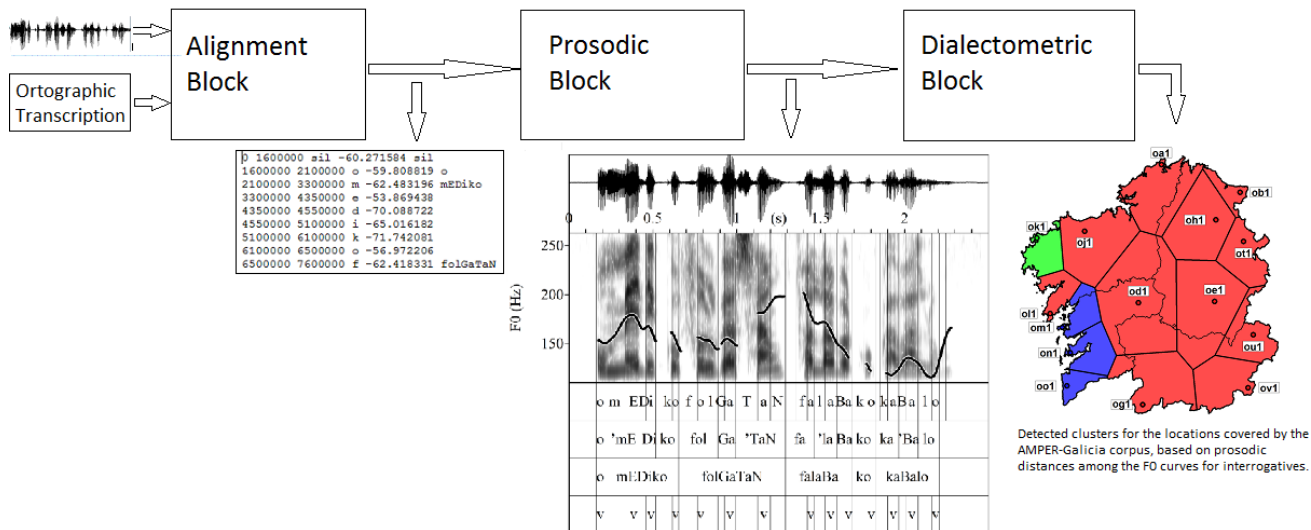 Alignment
Block
Prosodic
Block
Dialectometric
Block
Ortographic
Transcription
0 1600000 sil -60.271584 sil
1600000 2100000 o -59.808819 o
2100000 3300000 m -62.483196 mEDiko
3300000 4350000 e -53.869438
4350000 4550000 d -70.088722
4550000 5100000 i -65.016182
5100000 6100000 k -71.742081
6100000 6500000 o -56.972206
6500000 7600000 f -62.418331 folGaTaN
0 0.5 1 (s) 1.5 2
250
200
150
F0 (Hz)
o m E Di ko f o l Ga T a N f a l a Ba k o k a Ba l o
o 'mE Di ko fol Ga 'TaN fa 'la Ba ko ka 'Ba lo
o mEDiko folGaTaN falaBa ko kaBalo
v v v v v v v v v v v v v v
oa1
ob1
oh1
ok1
oj1
ot1
od1
oe1
ol1
om1
on1
ou1
oo1
og1
ov1
Detected clusters for the locations covered by the
AMPER-Galicia corpus, based on prosodic
distances among the F0 curves for interrogatives.